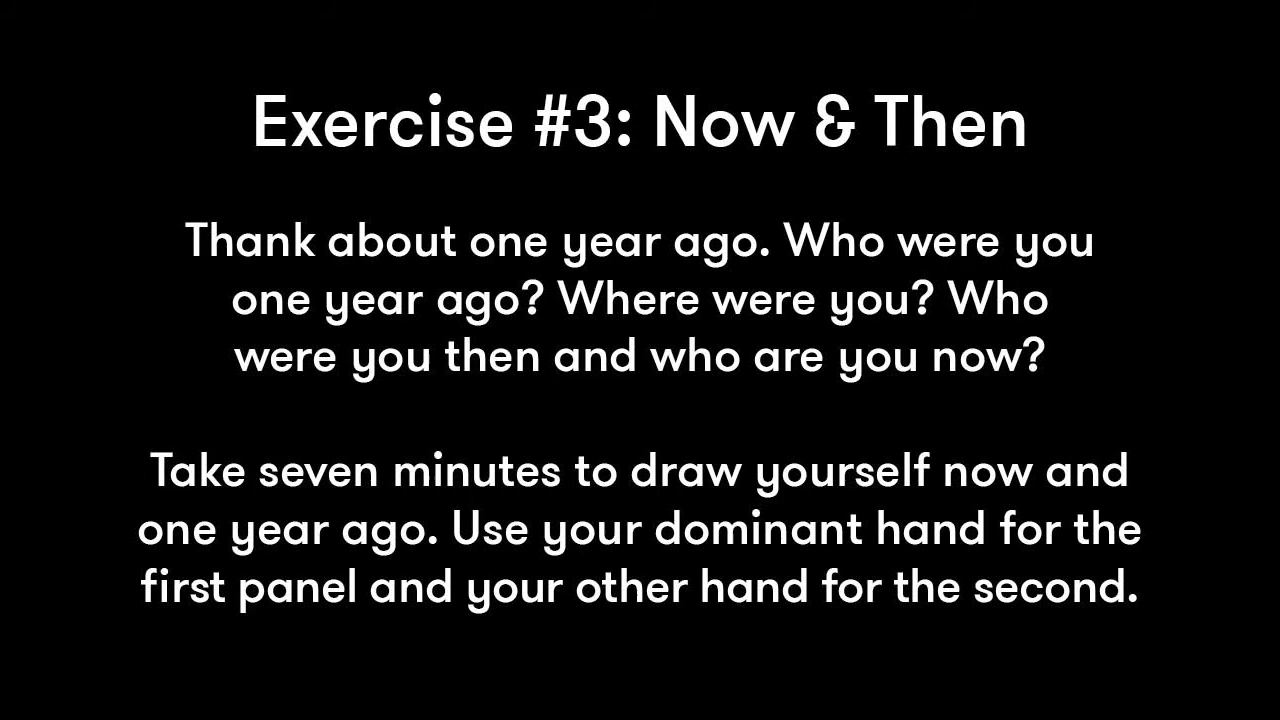 Exercise #3: Now & Then
Thank about one year ago. Who were you
one year ago? Where were you? Who
were you then and who are you now?
Take seven minutes to draw yourself now and
one year ago. Use your dominant hand for the
first panel and your other hand for the second.